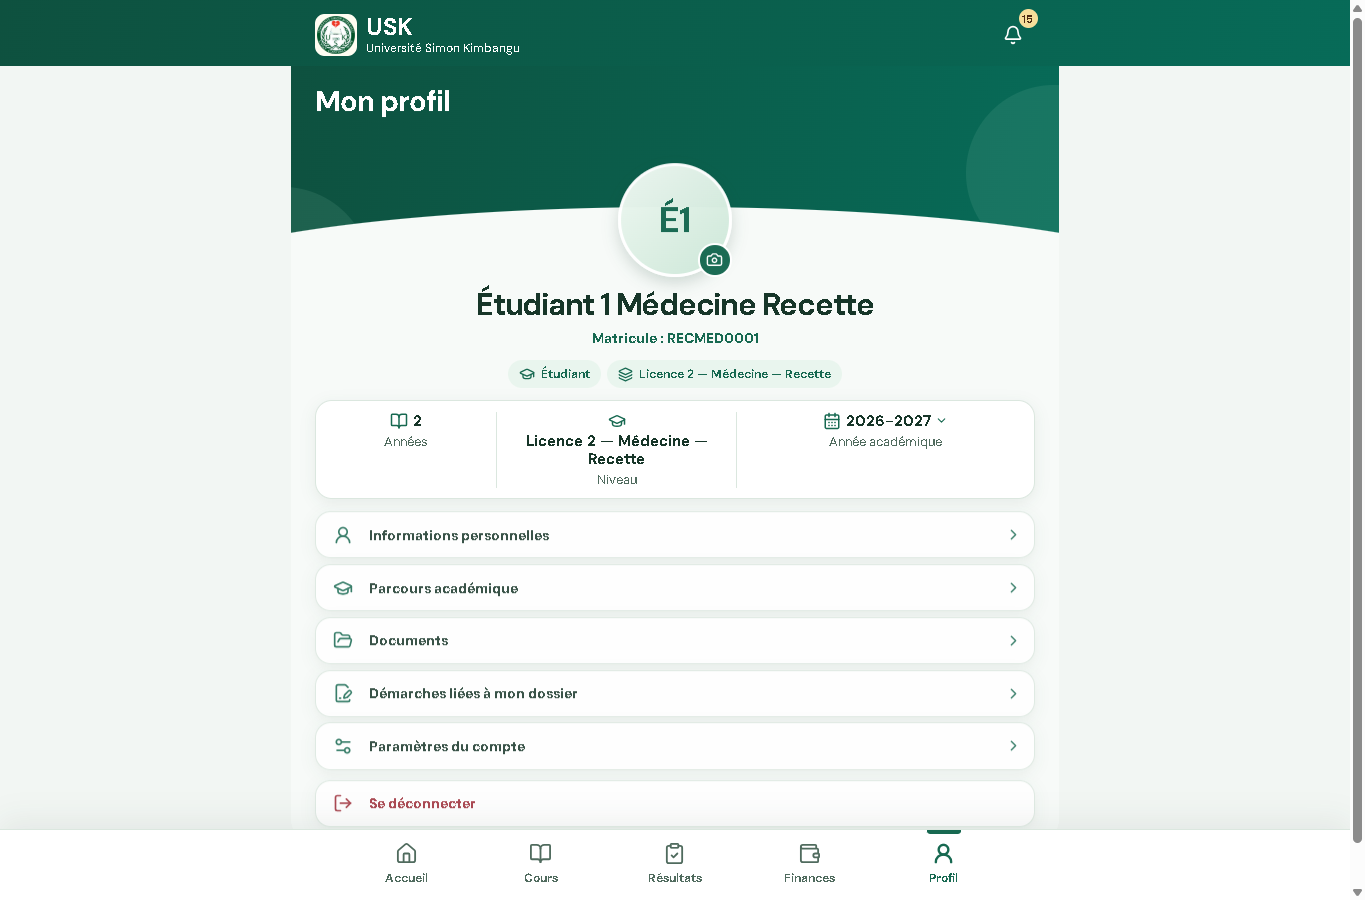 USK
Université Simon Kimbangu
15
Mon profil
É1
Étudiant 1 Médecine Recette
Matricule : RECMED0001
Étudiant
Licence 2 — Médecine — Recette
2
Années
Licence 2 — Médecine —
Recette
Niveau
2026-2027
Année académique
Informations personnelles
Parcours académique
Documents
Démarches liées à mon dossier
Paramètres du compte
Se déconnecter
Accueil
Cours
Résultats
Finances
Profil